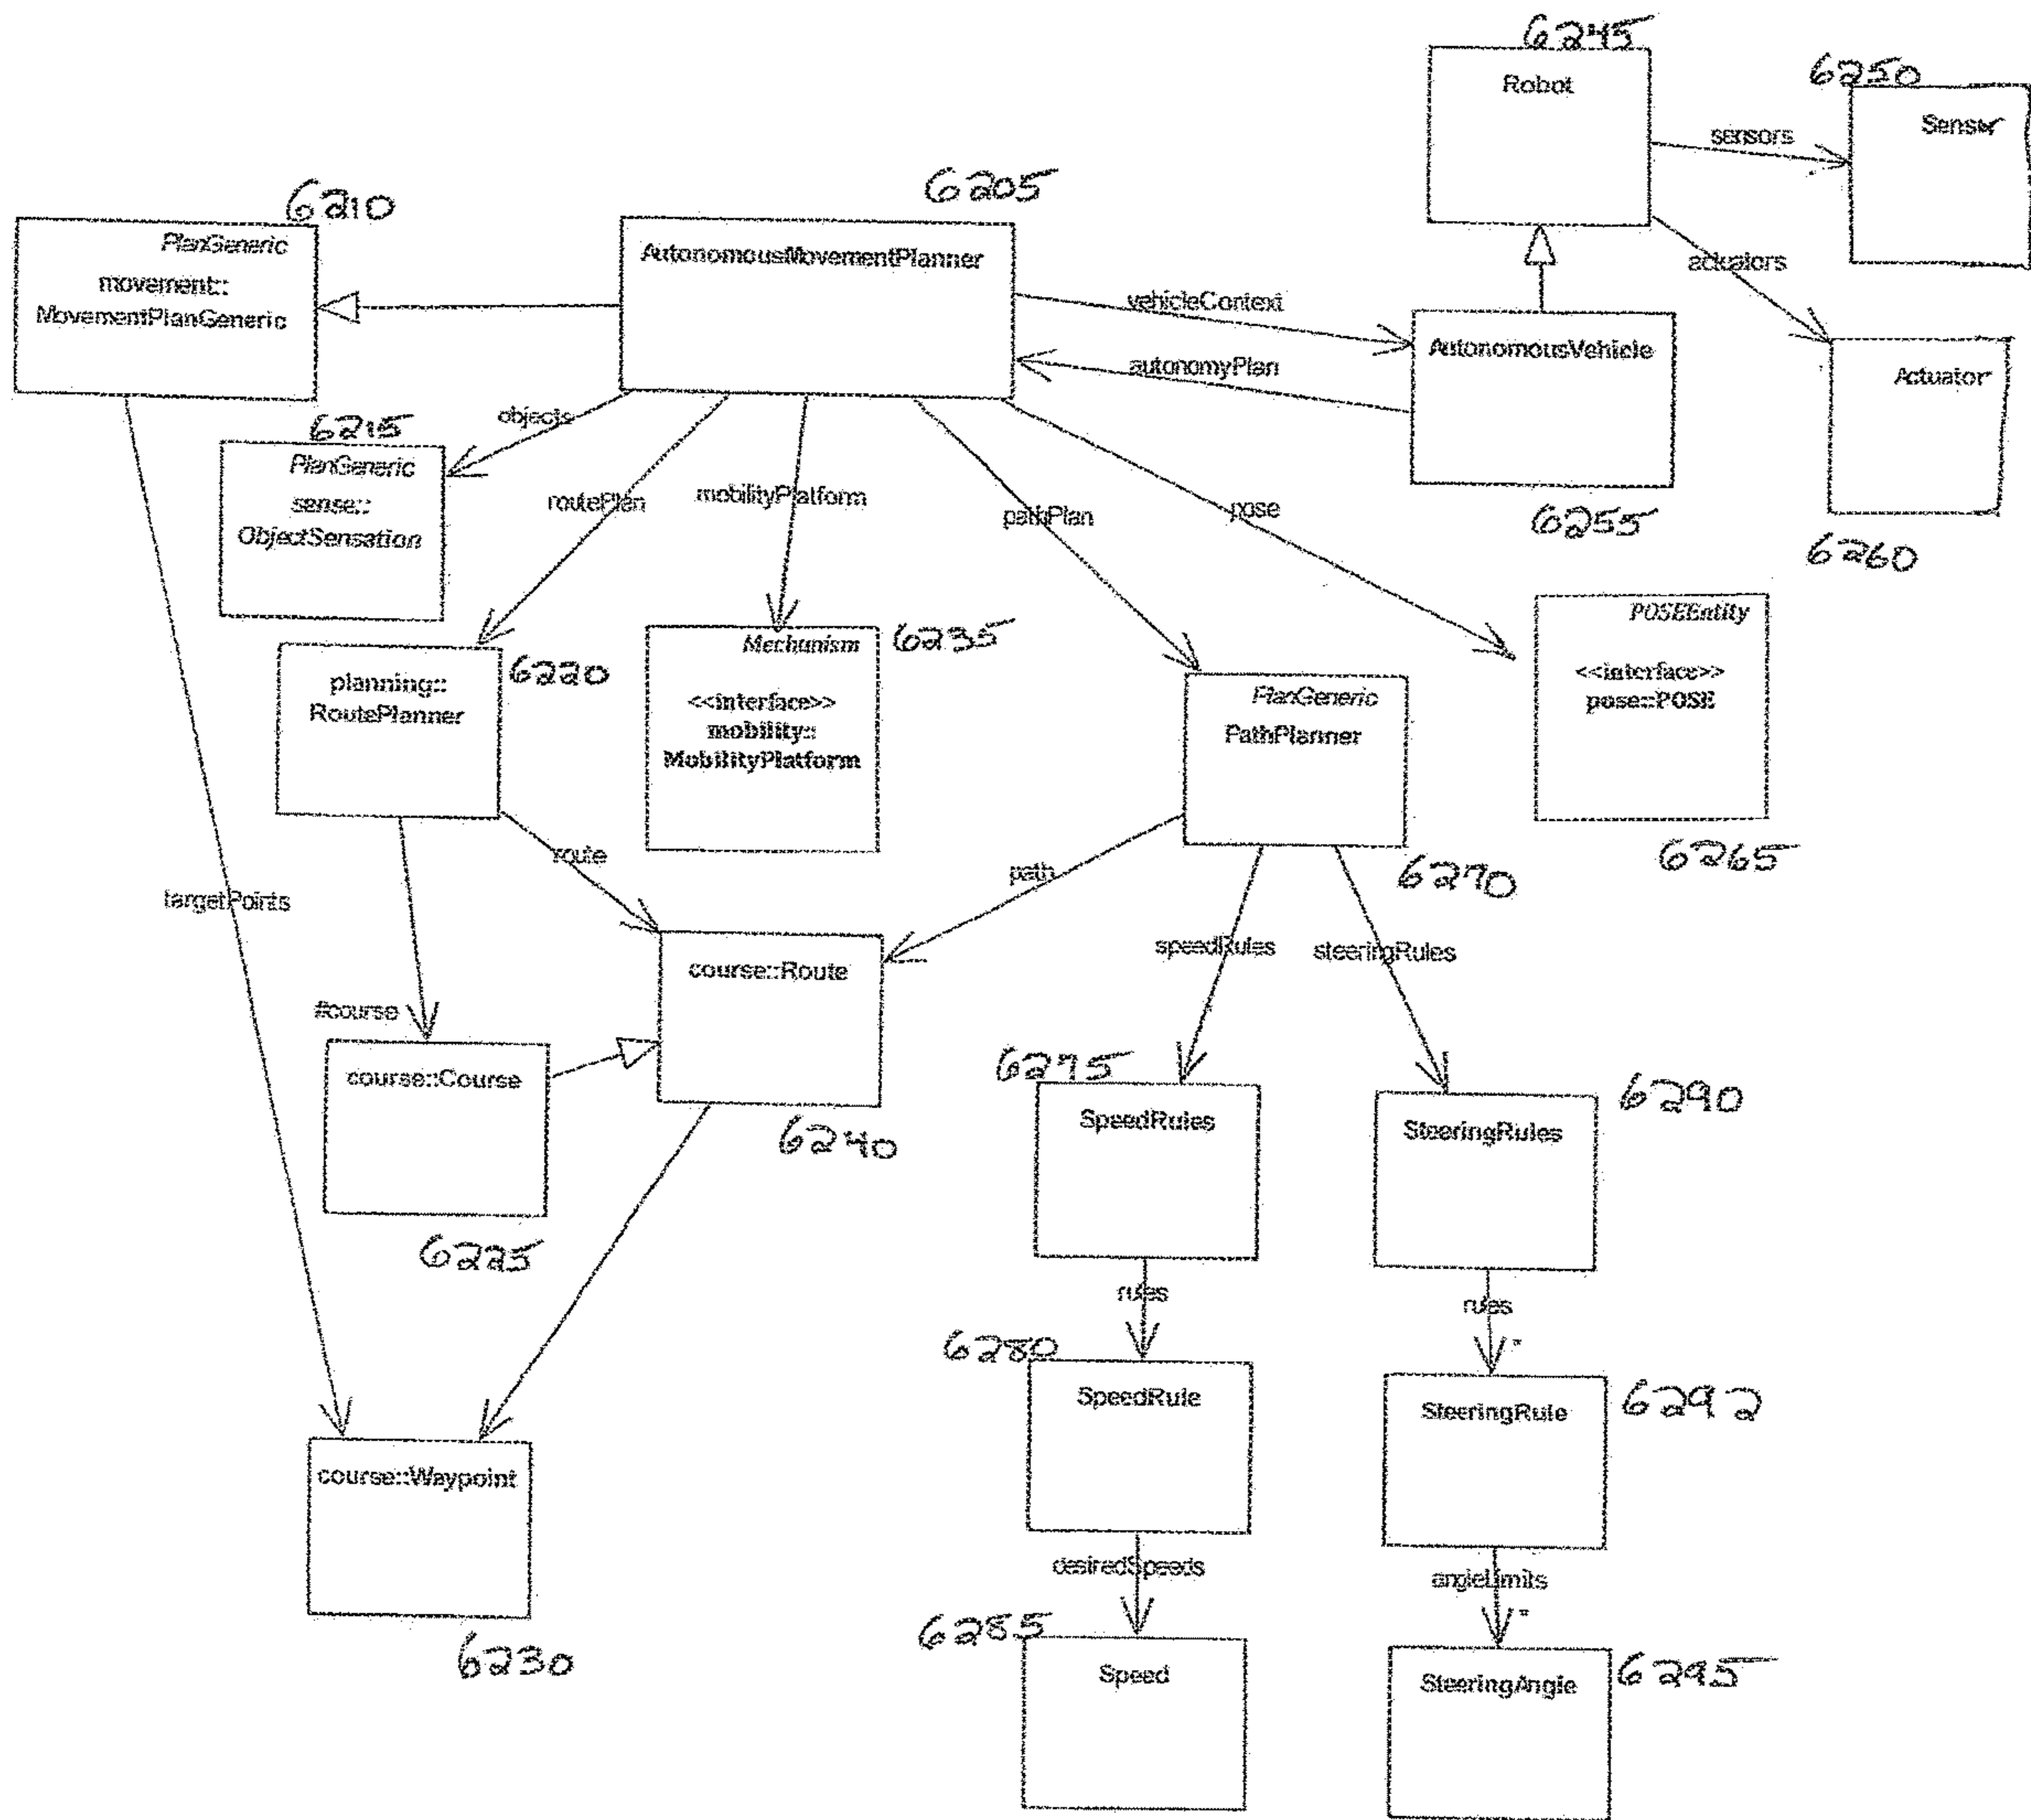 6245
Robot
6250
Sensor
sensors
actuators
6210
PlanGeneric
movement::
MovementPlanGeneric
6205
AutonomousMovementPlanner
vehicleContext
autonomyPlan
AutonomousVehicle
6255
Actuator
6260
objects
6215
PlanGeneric
sense::
ObjectSensation
routePlan
mobilityPlatform
pathPlan
pose
6220
planning::
RoutePlanner
6235
Mechanism
<<interface>>
mobility::
MobilityPlatform
PlanGeneric
PathPlanner
6270
POSEEntity
<<interface>>
pose::POSE
6265
targetPoints
route
path
course::Route
6240
#course
course::Course
6225
speedRules
steeringRules
6275
SpeedRules
6290
SteeringRules
rules
rules
*
6280
SpeedRule
6292
SteeringRule
course::Waypoint
6230
desiredSpeeds
angleLimits
*
6285
Speed
6295
SteeringAngle